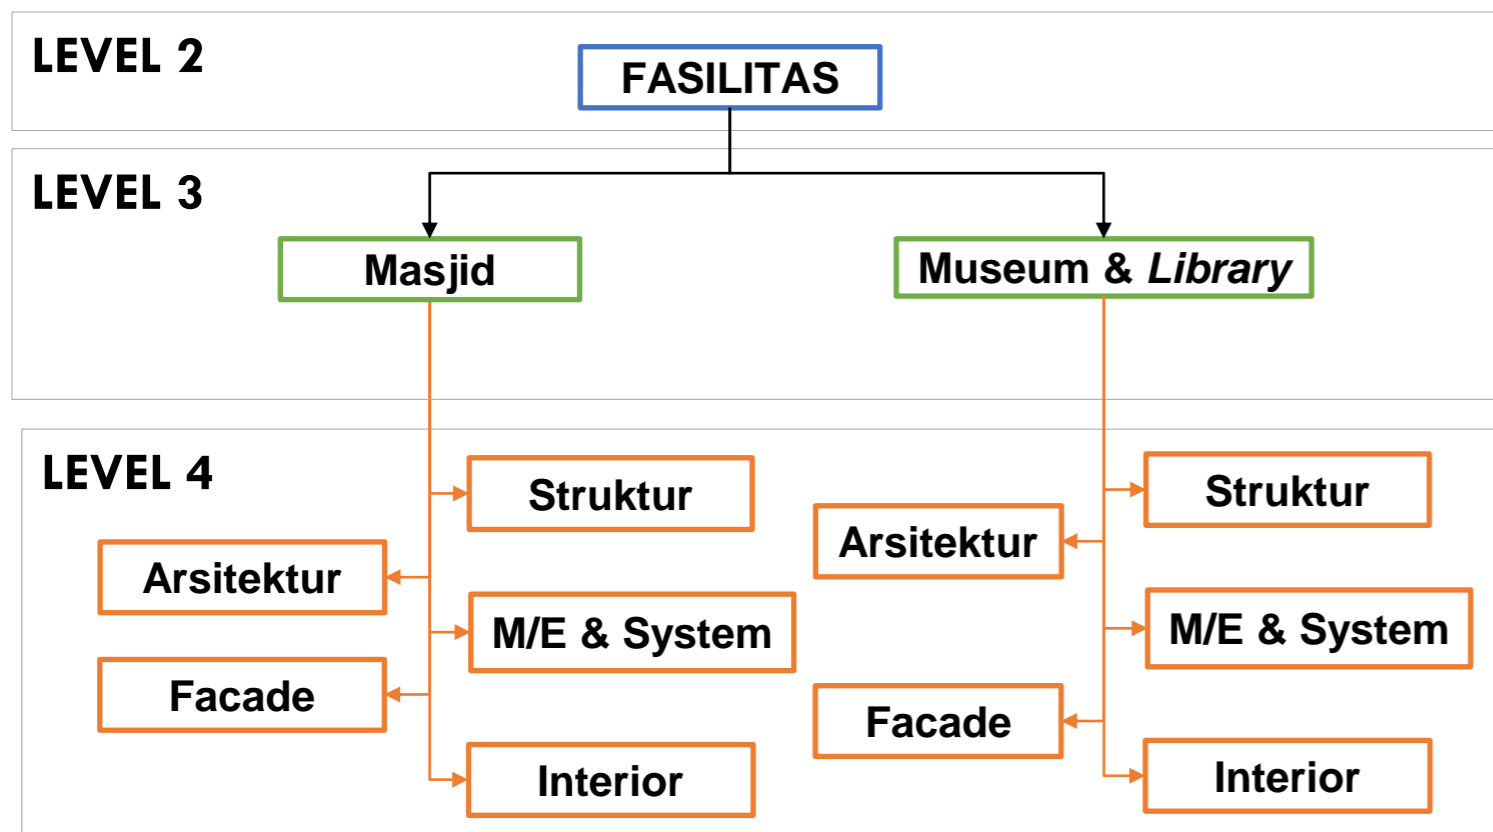 LEVEL 2
FASILITAS
LEVEL 3
Masjid
Museum & Library
LEVEL 4
Struktur
Arsitektur
M/E & System
Facade
Interior
Struktur
Arsitektur
M/E & System
Facade
Interior